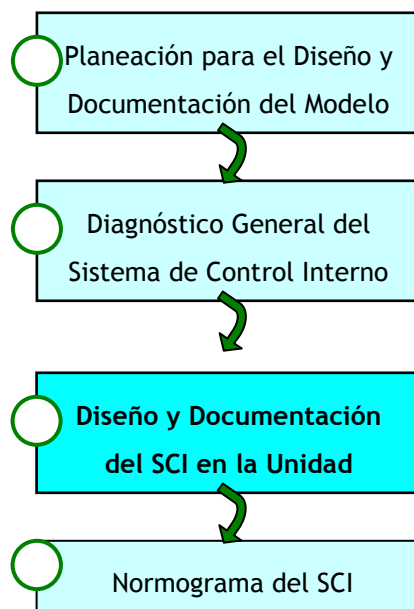 Planeación para el Diseño y
Documentación del Modelo
Diagnóstico General del
Sistema de Control Interno
Diseño y Documentación
del SCI en la Unidad
Normograma del SCI